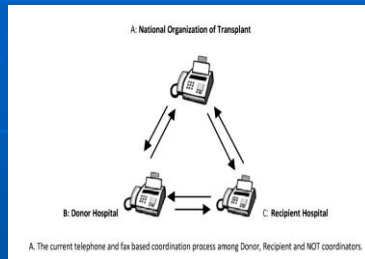 A: National Organization of Transplant
B: Donor Hospital
C: Recipient Hospital
A. The current telephone and fax based coordination process among Donor, Recipient and NOT coordinators.